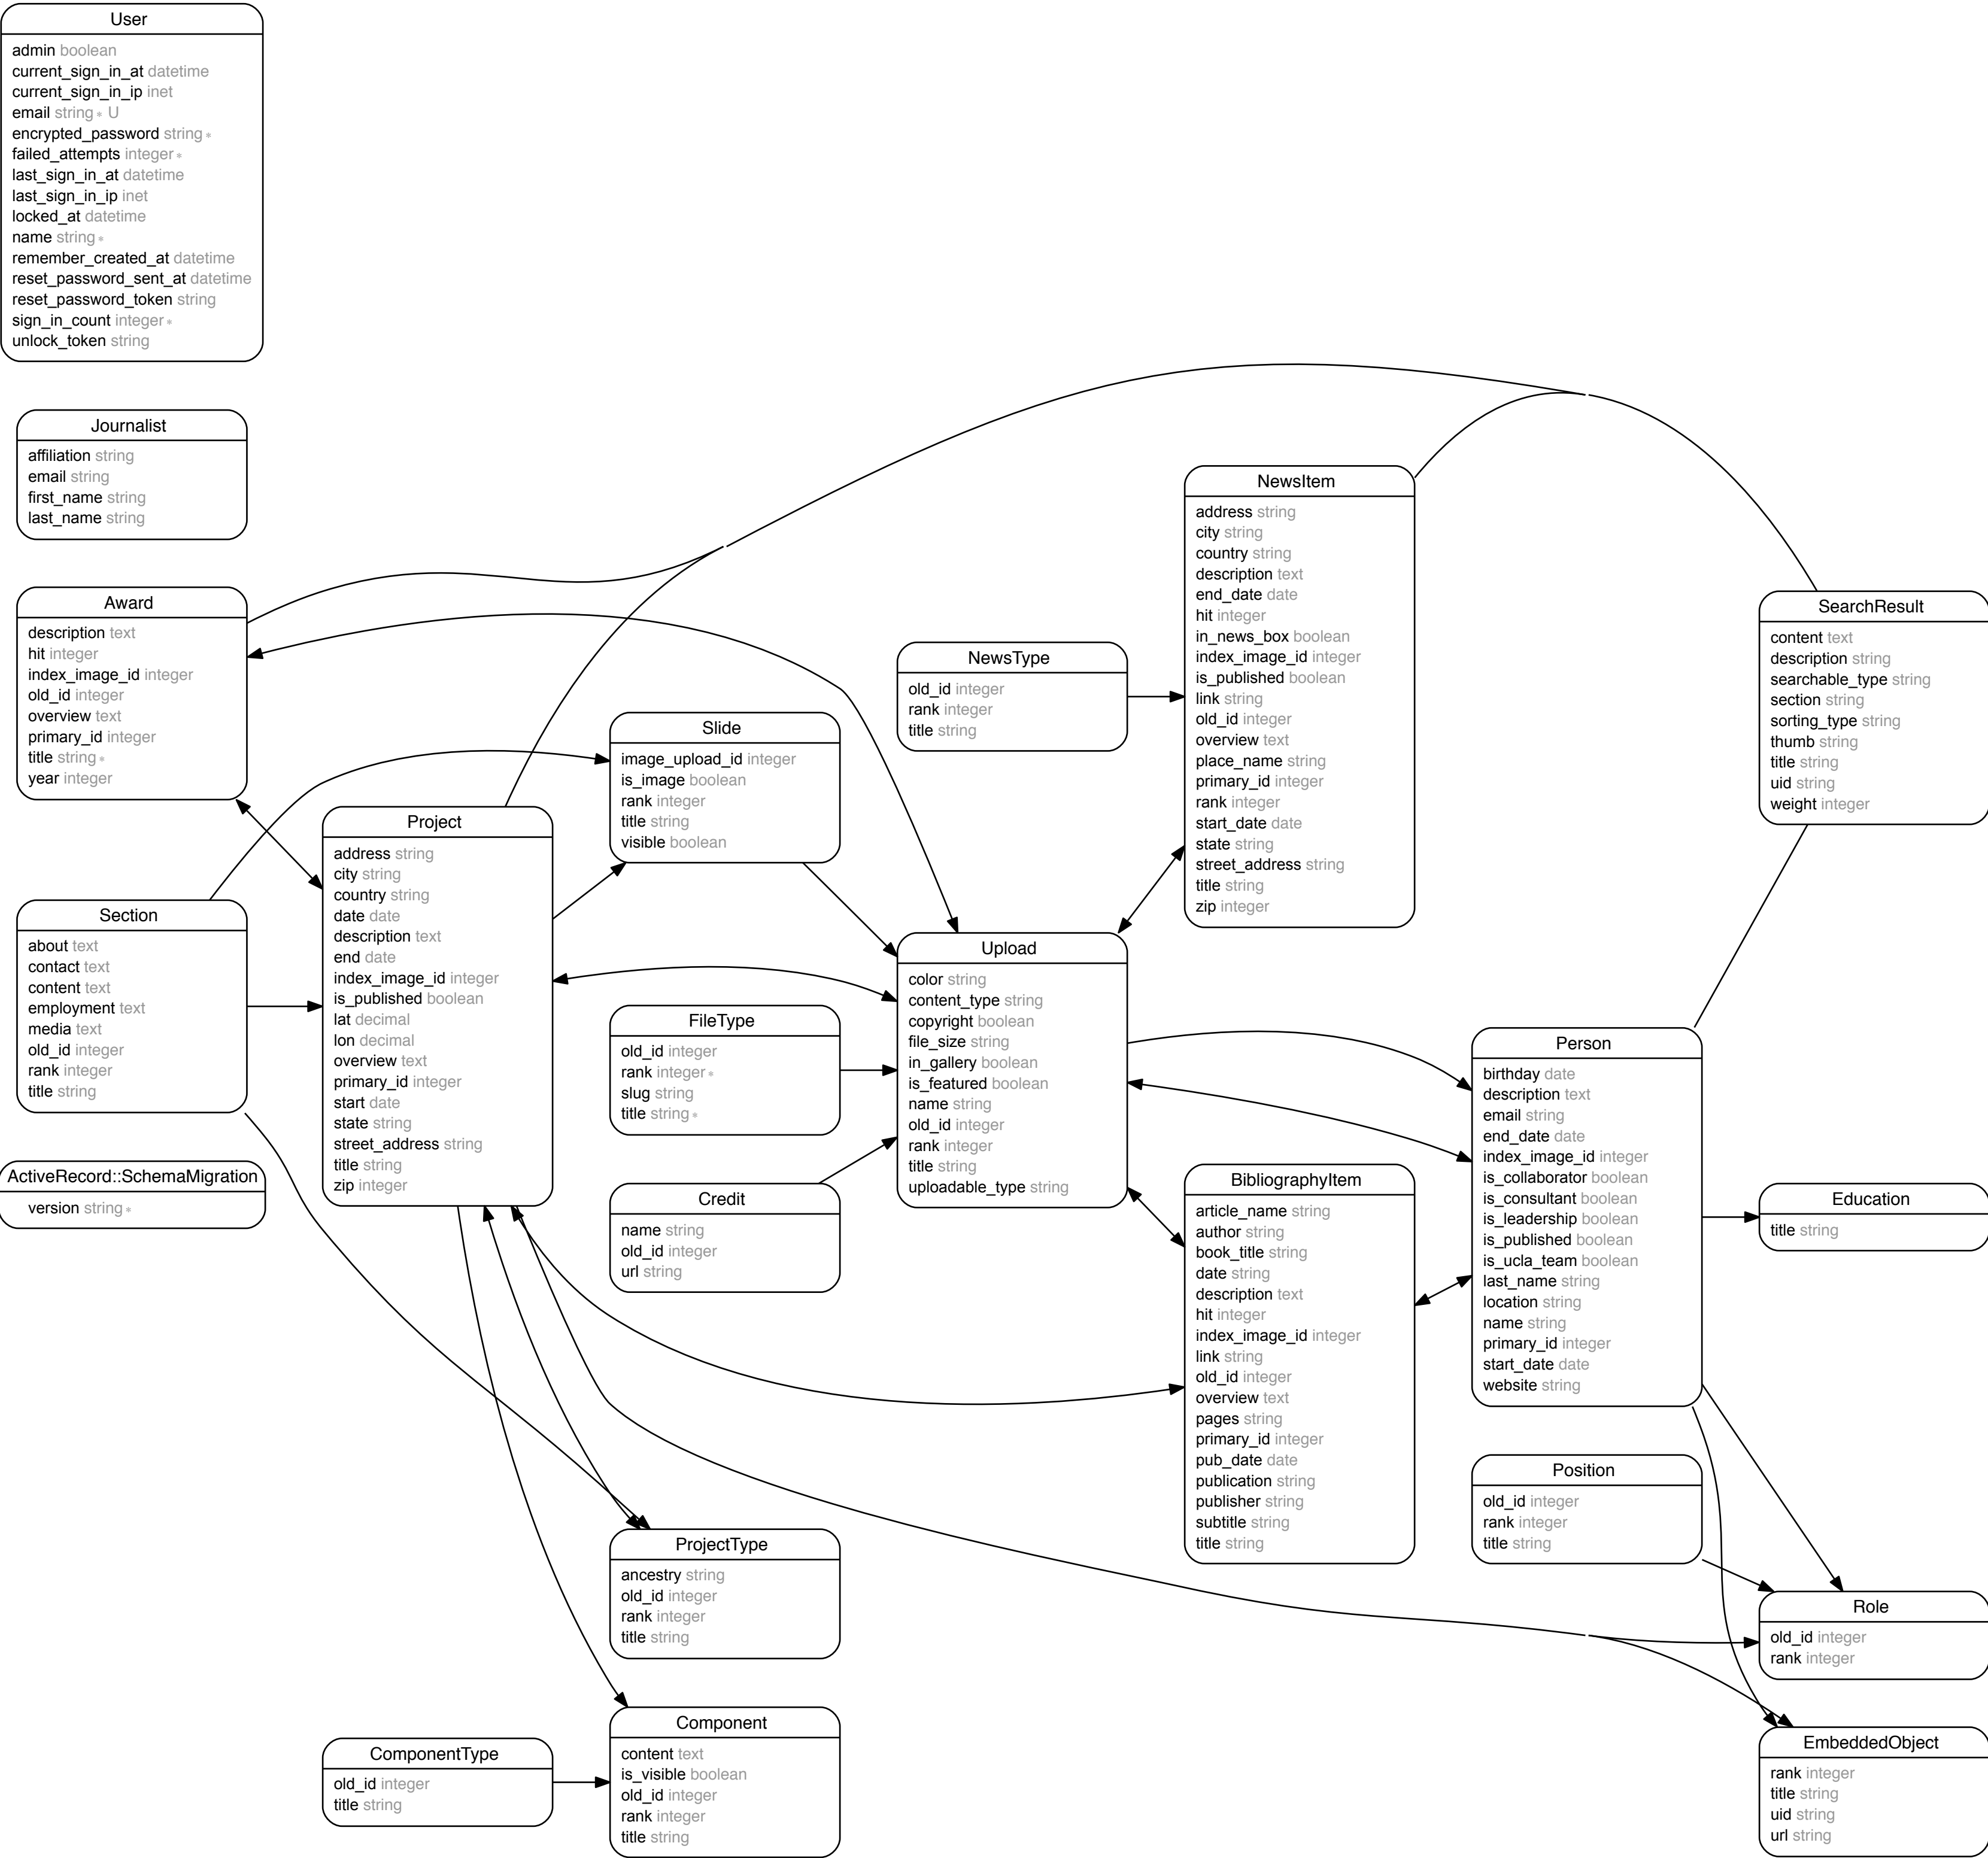 User
admin boolean
current_sign_in_at datetime
current_sign_in_ip inet
email string * U
encrypted_password string *
failed_attempts integer *
last_sign_in_at datetime
last_sign_in_ip inet
locked_at datetime
name string *
remember_created_at datetime
reset_password_sent_at datetime
reset_password_token string
sign_in_count integer *
unlock_token string
Journalist
affiliation string
email string
first_name string
last_name string
Award
description text
hit integer
index_image_id integer
old_id integer
overview text
primary_id integer
title string *
year integer
Section
about text
contact text
content text
employment text
media text
old_id integer
rank integer
title string
ActiveRecord::SchemaMigration
version string *
Project
address string
city string
country string
date date
description text
end date
index_image_id integer
is_published boolean
lat decimal
lon decimal
overview text
primary_id integer
start date
state string
street_address string
title string
zip integer
ComponentType
old_id integer
title string
Slide
image_upload_id integer
is_image boolean
rank integer
title string
visible boolean
FileType
old_id integer
rank integer *
slug string
title string *
Credit
name string
old_id integer
url string
ProjectType
ancestry string
old_id integer
rank integer
title string
Component
content text
is_visible boolean
old_id integer
rank integer
title string
NewsType
old_id integer
rank integer
title string
Upload
color string
content_type string
copyright boolean
file_size string
in_gallery boolean
is_featured boolean
name string
old_id integer
rank integer
title string
uploadable_type string
NewsItem
address string
city string
country string
description text
end_date date
hit integer
in_news_box boolean
index_image_id integer
is_published boolean
link string
old_id integer
overview text
place_name string
primary_id integer
rank integer
start_date date
state string
street_address string
title string
zip integer
BibliographyItem
article_name string
author string
book_title string
date string
description text
hit integer
index_image_id integer
link string
old_id integer
overview text
pages string
primary_id integer
pub_date date
publication string
publisher string
subtitle string
title string
Person
birthday date
description text
email string
end_date date
index_image_id integer
is_collaborator boolean
is_consultant boolean
is_leadership boolean
is_published boolean
is_ucla_team boolean
last_name string
location string
name string
primary_id integer
start_date date
website string
Position
old_id integer
rank integer
title string
SearchResult
content text
description string
searchable_type string
section string
sorting_type string
thumb string
title string
uid string
weight integer
Education
title string
Role
old_id integer
rank integer
EmbeddedObject
rank integer
title string
uid string
url string